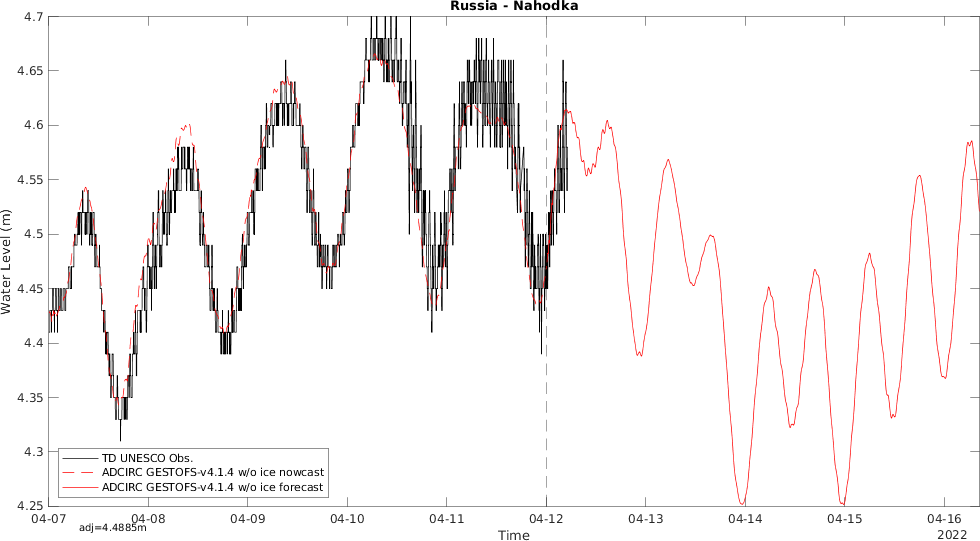 Russia - Nahodka
4.7
4.65
4.6
4.55
4.5
4.45
4.4
4.35
4.3
4.25
Water Level (m)
TD UNESCO Obs.
ADCIRC GESTOFS-v4.1.4 w/o ice nowcast
ADCIRC GESTOFS-v4.1.4 w/o ice forecast
04-07 04-08 04-09 04-10 04-11 04-12 04-13 04-14 04-15 04-16
adj=4.4885m
Time
2022